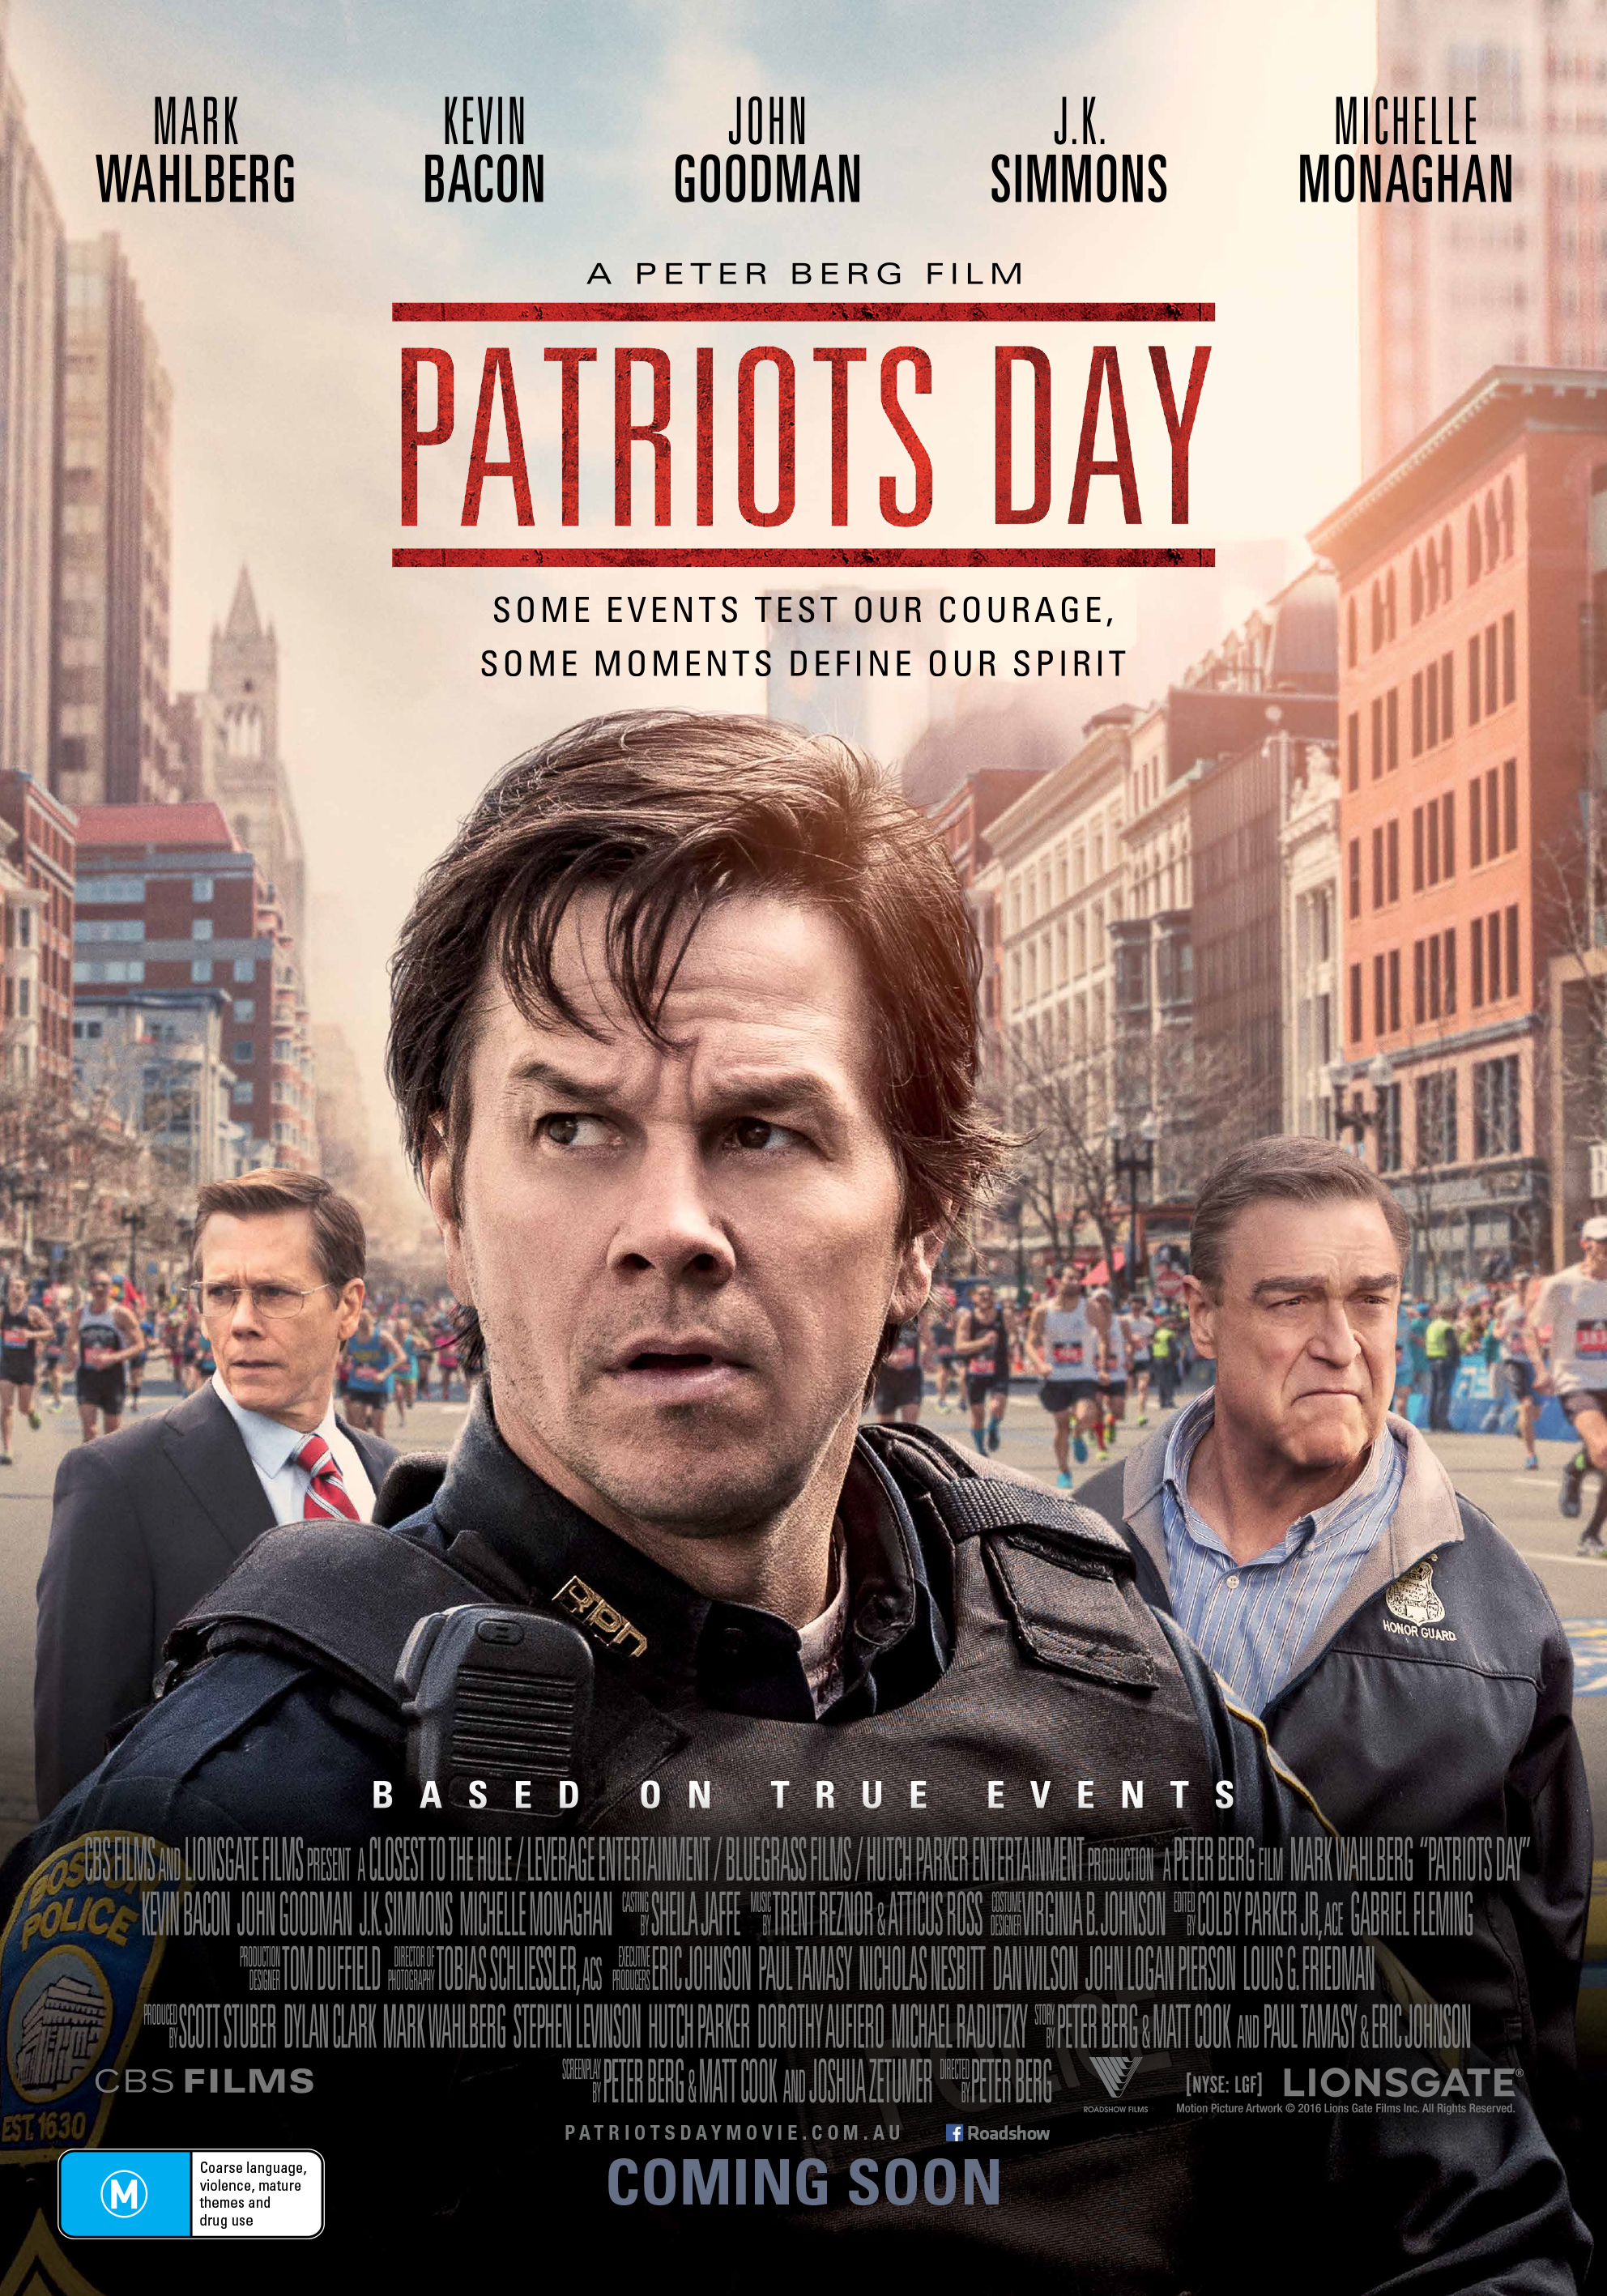 MARK WAHLBERG
KEVIN BACON
JOHN GOODMAN
J.K. SIMMONS
MICHELLE MONAGHAN
A PETER BERG FILM
PATRIOTS DAY
SOME EVENTS TEST OUR COURAGE,
SOME MOMENTS DEFINE OUR SPIRIT
BPD
HONOR GUARD
BASED ON TRUE EVENTS
CBS FILMS AND LIONSGATE FILMS PRESENT A CLOSEST TO THE HOLE / LEVERAGE ENTERTAINMENT / BLUEGRASS FILMS / HUTCH PARKER ENTERTAINMENT PRODUCTION A PETER BERG FILM MARK WAHLBERG "PATRIOTS DAY"
KEVIN BACON JOHN GOODMAN J.K. SIMMONS MICHELLE MONAGHAN CASTING BY SHEILA JAFFE MUSIC BY TRENT REZNOR & ATTICUS ROSS COSTUME DESIGNER VIRGINIA B. JOHNSON EDITED BY COLBY PARKER JR, ACE GABRIEL FLEMING
PRODUCTION DESIGNER TOM DUFFIELD DIRECTOR OF PHOTOGRAPHY TOBIAS SCHLIESSLER, ACS EXECUTIVE PRODUCERS ERIC JOHNSON PAUL TAMASY NICHOLAS NESBITT DAN WILSON JOHN LOGAN PIERSON LOUIS G. FRIEDMAN
PRODUCED BY SCOTT STUBER DYLAN CLARK MARK WAHLBERG STEPHEN LEVINSON HUTCH PARKER DOROTHY AUFIERO MICHAEL RADUTZKY STORY BY PETER BERG & MATT COOK AND PAUL TAMASY & ERIC JOHNSON
SCREENPLAY BY PETER BERG & MATT COOK AND JOSHUA ZETUMER DIRECTED BY PETER BERG
BOSTON
POLICE
EST. 1630
CBS FILMS
ROADSHOW FILMS
[NYSE: LGF] LIONSGATE®
Motion Picture Artwork © 2016 Lions Gate Films Inc. All Rights Reserved.
PATRIOTSDAYMOVIE.COM.AU
f Roadshow
COMING SOON
M
Coarse language,
violence, mature
themes and
drug use